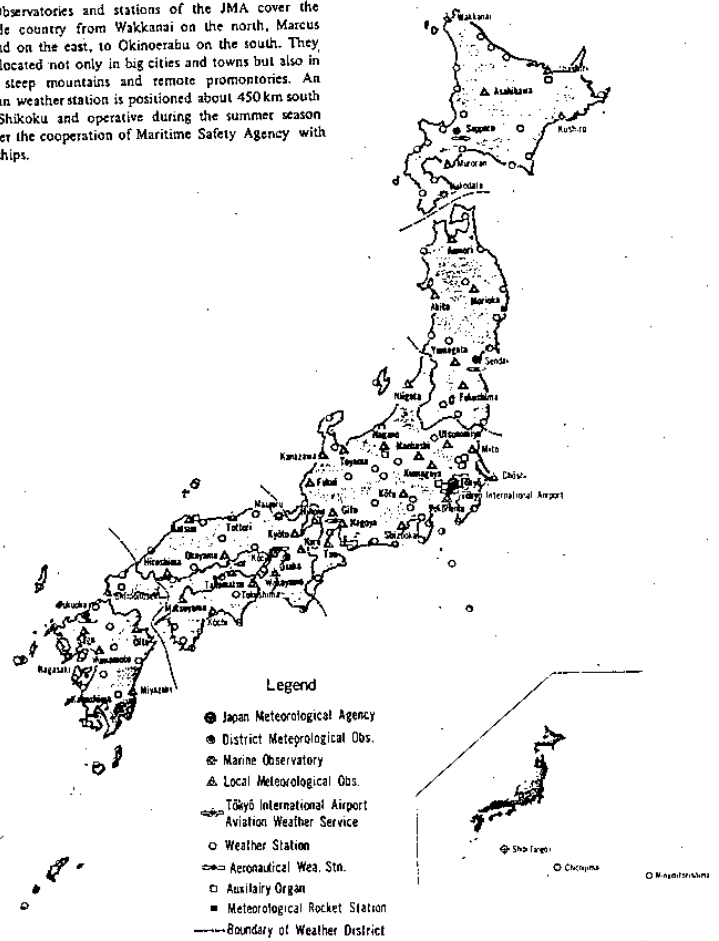 bservatories and stations of the JMA cover the
le country from Wakkanai on the north, Marcus
nd on the east, to Okinoerabu on the south. They
located not only in big cities and towns but also in
steep mountains and remote promontories. An
n weather station is positioned about 450 km south
Shikoku and operative during the summer season
er the cooperation of Maritime Safety Agency with
hips.
Wakkanai
Asahikawa
Kushiro
Sapporo
Muroran
Hakodate
Aomori
Akita
Morioka
Yamagata
Sendai
Niigata
Fukushima
Nagano
Utsunomiya
Kanazawa
Toyama
Maebashi
Mito
Kumagaya
Fukui
Kōfu
Tōkyō
Chōshi
Tōkyō International Airport
Yokohama
Maizuru
Gifu
Nagoya
Shizuoka
Tsu
Tottori
Kyōto
Nara
Ōsaka
Okayama
Hiroshima
Takamatsu
Wakayama
Tokushima
Matsuyama
Kōchi
Fukuoka
Ōita
Nagasaki
Kumamoto
Miyazaki
Kagoshima
Legend
Japan Meteorological Agency
District Meteprological Obs.
Marine Observatory
Local Meteorological Obs.
Tōkyō International Airport
Aviation Weather Service
Weather Station
Aeronautical Wea. Stn.
Auxilairy Organ
Meteorological Rocket Station
Boundary of Weather District
Chichijima
Minamitorishima